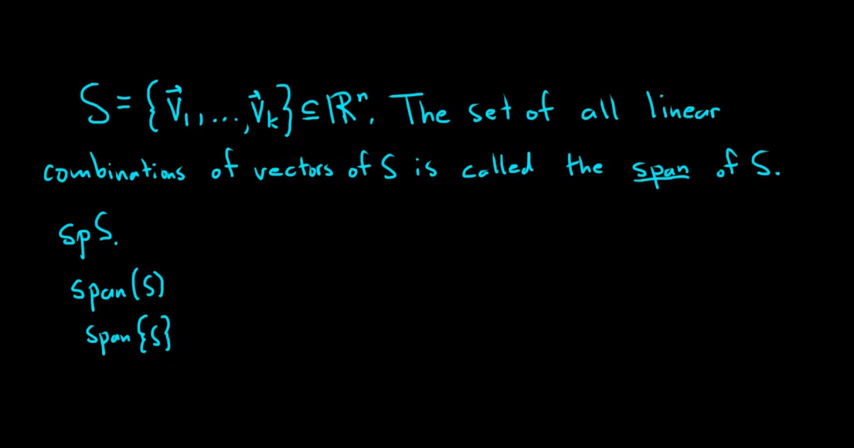 S = {v⃗₁, ..., v⃗ₖ} ⊆ ℝⁿ. The set of all linear
combinations of vectors of S is called the span of S.
sp S.
span(S)
span{S}